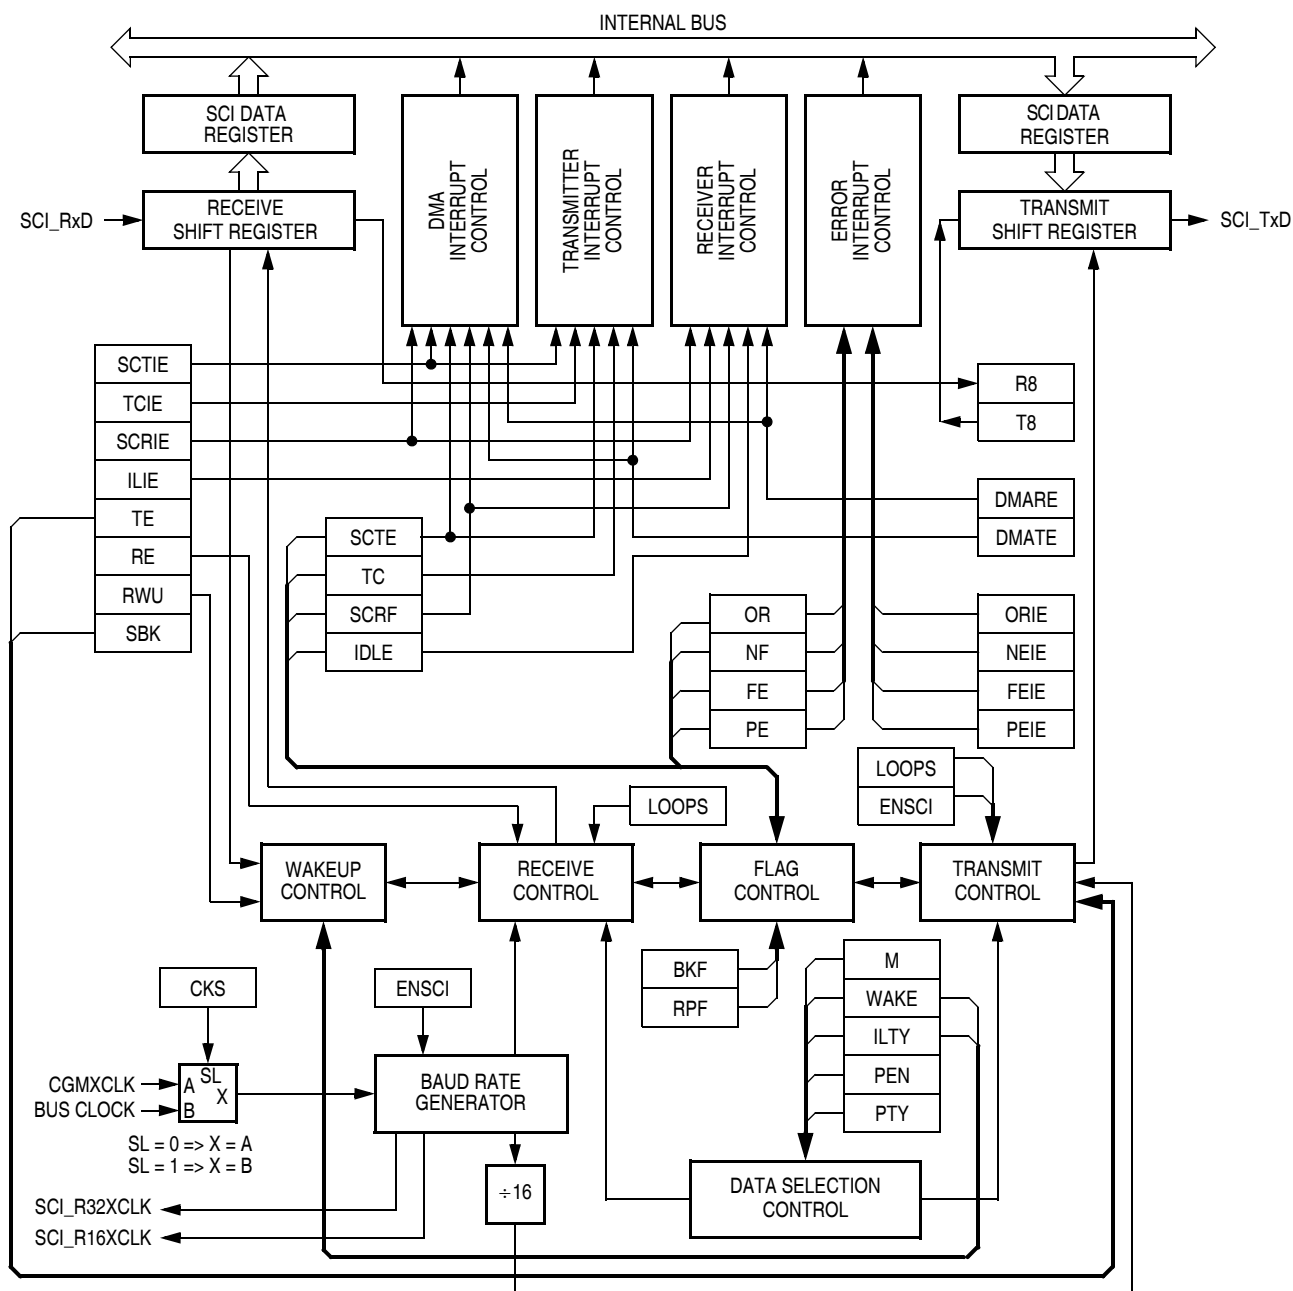 INTERNAL BUS
SCI DATA
REGISTER
DMA
INTERRUPT
CONTROL
TRANSMITTER
INTERRUPT
CONTROL
RECEIVER
INTERRUPT
CONTROL
ERROR
INTERRUPT
CONTROL
SCI DATA
REGISTER
SCI_RxD
RECEIVE
SHIFT REGISTER
TRANSMIT
SHIFT REGISTER
SCI_TxD
SCTIE
TCIE
SCRIE
ILIE
TE
RE
RWU
SBK
R8
T8
DMARE
DMATE
SCTE
TC
SCRF
IDLE
OR
NF
FE
PE
ORIE
NEIE
FEIE
PEIE
LOOPS
ENSCI
LOOPS
WAKEUP
CONTROL
RECEIVE
CONTROL
FLAG
CONTROL
TRANSMIT
CONTROL
BKF
RPF
M
WAKE
ILTY
PEN
PTY
CKS
ENSCI
CGMXCLK
BUS CLOCK
SL
A
X
B
SL = 0 => X = A
SL = 1 => X = B
BAUD RATE
GENERATOR
÷16
DATA SELECTION
CONTROL
SCI_R32XCLK
SCI_R16XCLK